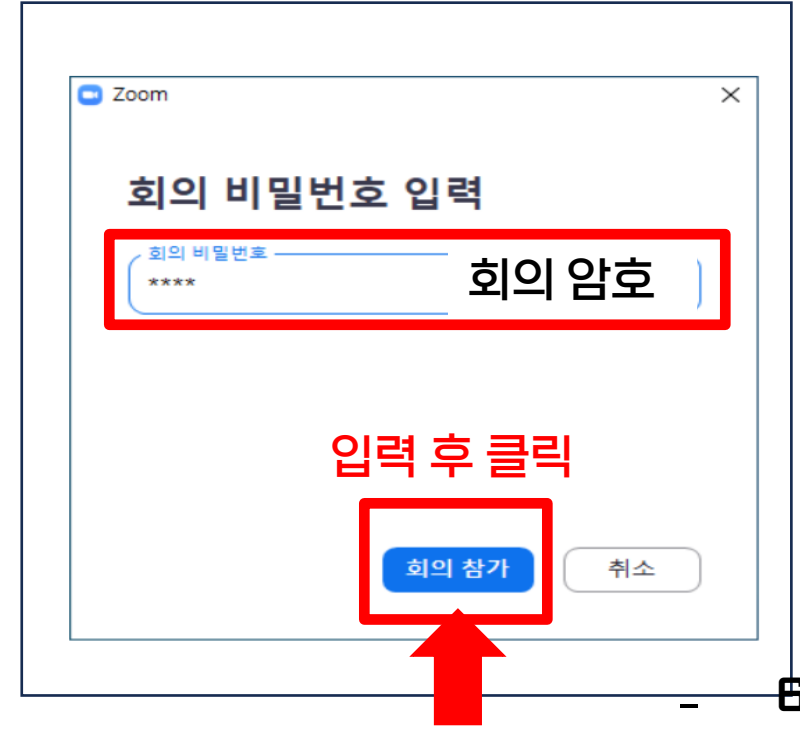 Zoom
회의 비밀번호 입력
회의 비밀번호
**** 회의 암호
입력 후 클릭
회의 참가 취소